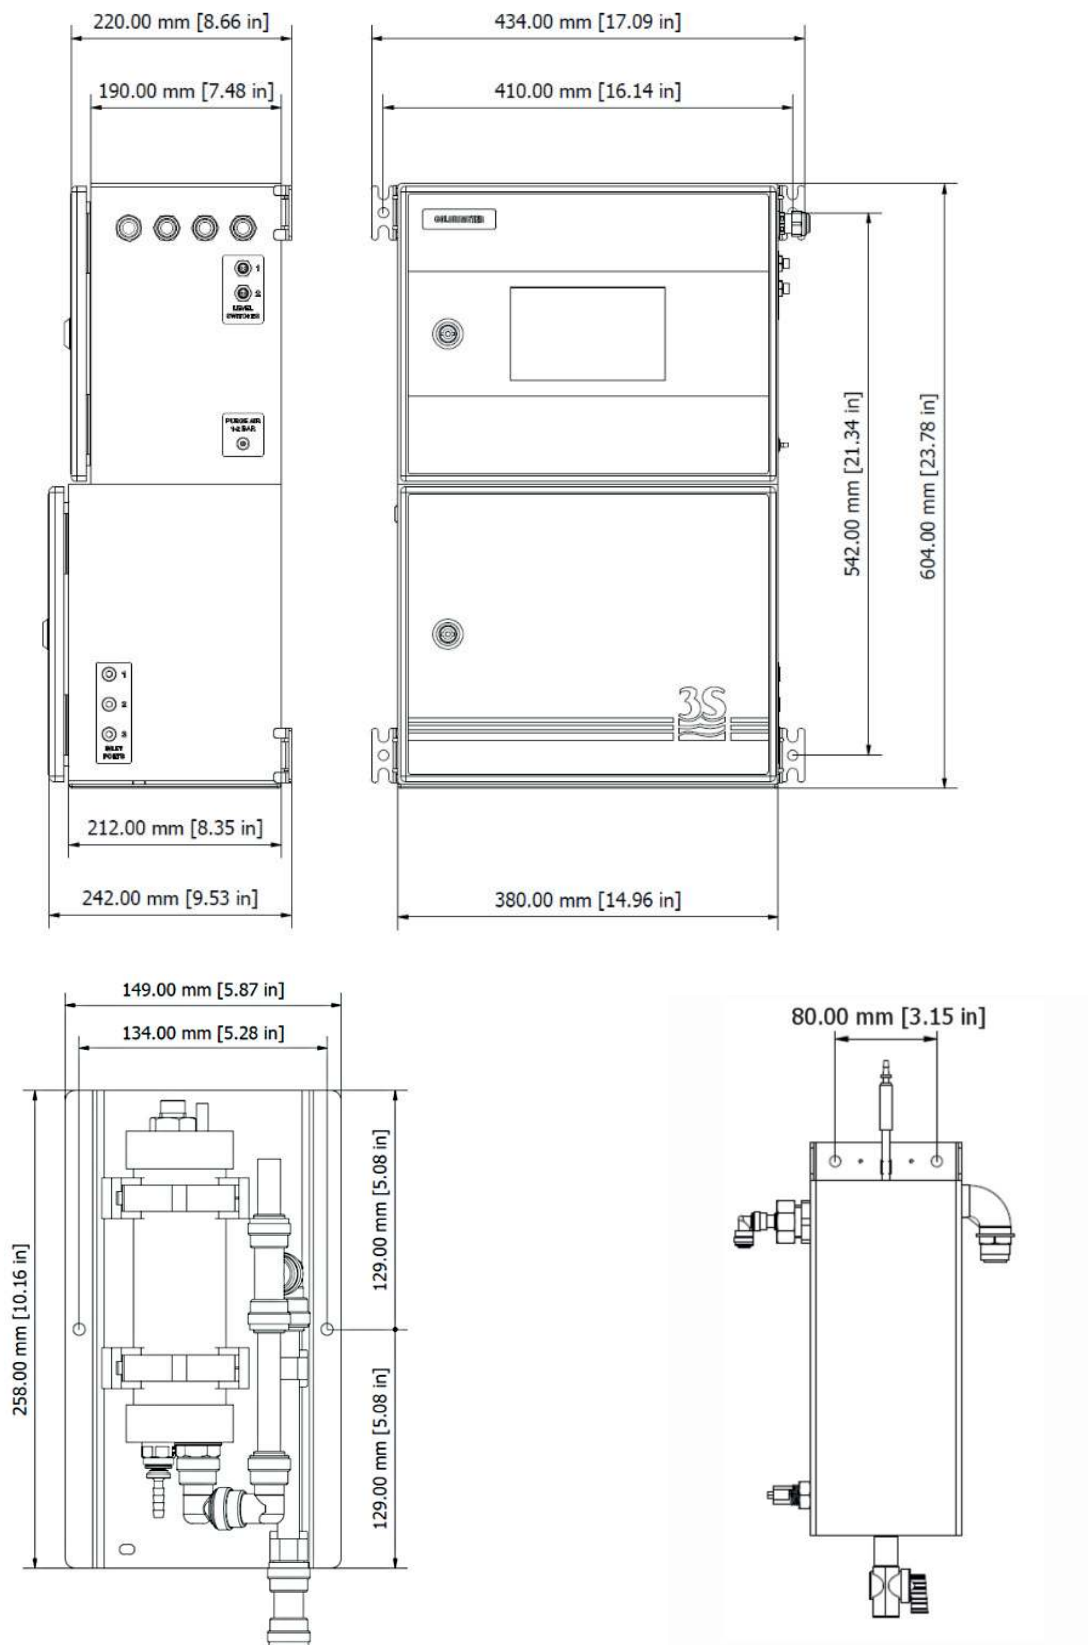 220.00 mm [8.66 in]
434.00 mm [17.09 in]
190.00 mm [7.48 in]
410.00 mm [16.14 in]
COLORIMETER
1
2
LEVEL
SWITCHES
PURGE AIR
1-2 BAR
542.00 mm [21.34 in]
604.00 mm [23.78 in]
1
2
3
INLET
PORTS
3S
212.00 mm [8.35 in]
242.00 mm [9.53 in]
380.00 mm [14.96 in]
149.00 mm [5.87 in]
134.00 mm [5.28 in]
80.00 mm [3.15 in]
129.00 mm [5.08 in]
258.00 mm [10.16 in]
129.00 mm [5.08 in]